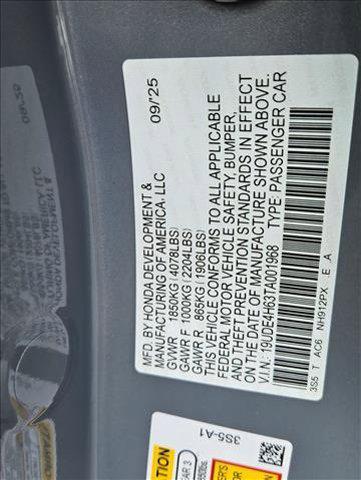 MFD. BY HONDA DEVELOPMENT & 09/'25
MANUFACTURING OF AMERICA, LLC
GVWR 1850KG (4078LBS)
GAWR F 1000KG (2204LBS)
GAWR R 865KG (1906LBS)
THIS VEHICLE CONFORMS TO ALL APPLICABLE
FEDERAL MOTOR VEHICLE SAFETY, BUMPER,
AND THEFT PREVENTION STANDARDS IN EFFECT
ON THE DATE OF MANUFACTURE SHOWN ABOVE.
V.I.N.: 19UDE4H63TA001968 TYPE:PASSENGER CAR
3S5 T AC6 NH912PX E A
3S5-A1